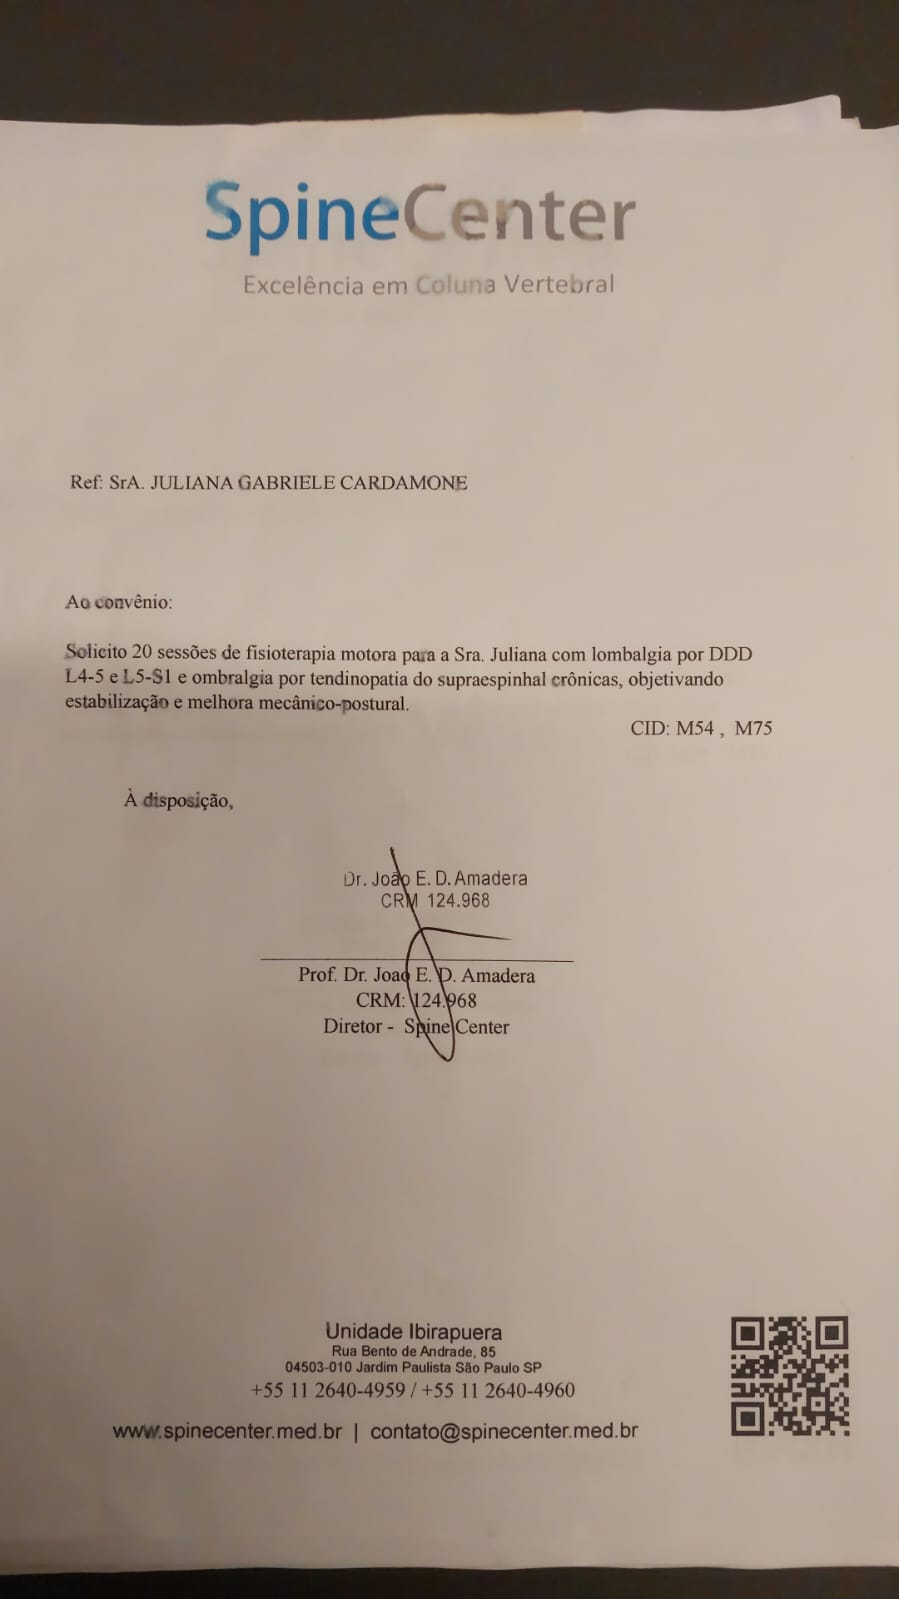 SpineCenter
Excelência em Coluna Vertebral
Ref: SrA. JULIANA GABRIELE CARDAMONE
Ao convênio:
Solicito 20 sessões de fisioterapia motora para a Sra. Juliana com lombalgia por DDD
L4-5 e L5-S1 e ombralgia por tendinopatia do supraespinhal crônicas, objetivando
estabilização e melhora mecânico-postural.
CID: M54 , M75
À disposição,
Dr. João E. D. Amadera
CRM 124.968
Prof. Dr. Joao E. D. Amadera
CRM: 124.968
Diretor - Spine Center
Unidade Ibirapuera
Rua Bento de Andrade, 85
04503-010 Jardim Paulista São Paulo SP
+55 11 2640-4959 / +55 11 2640-4960
www.spinecenter.med.br | contato@spinecenter.med.br